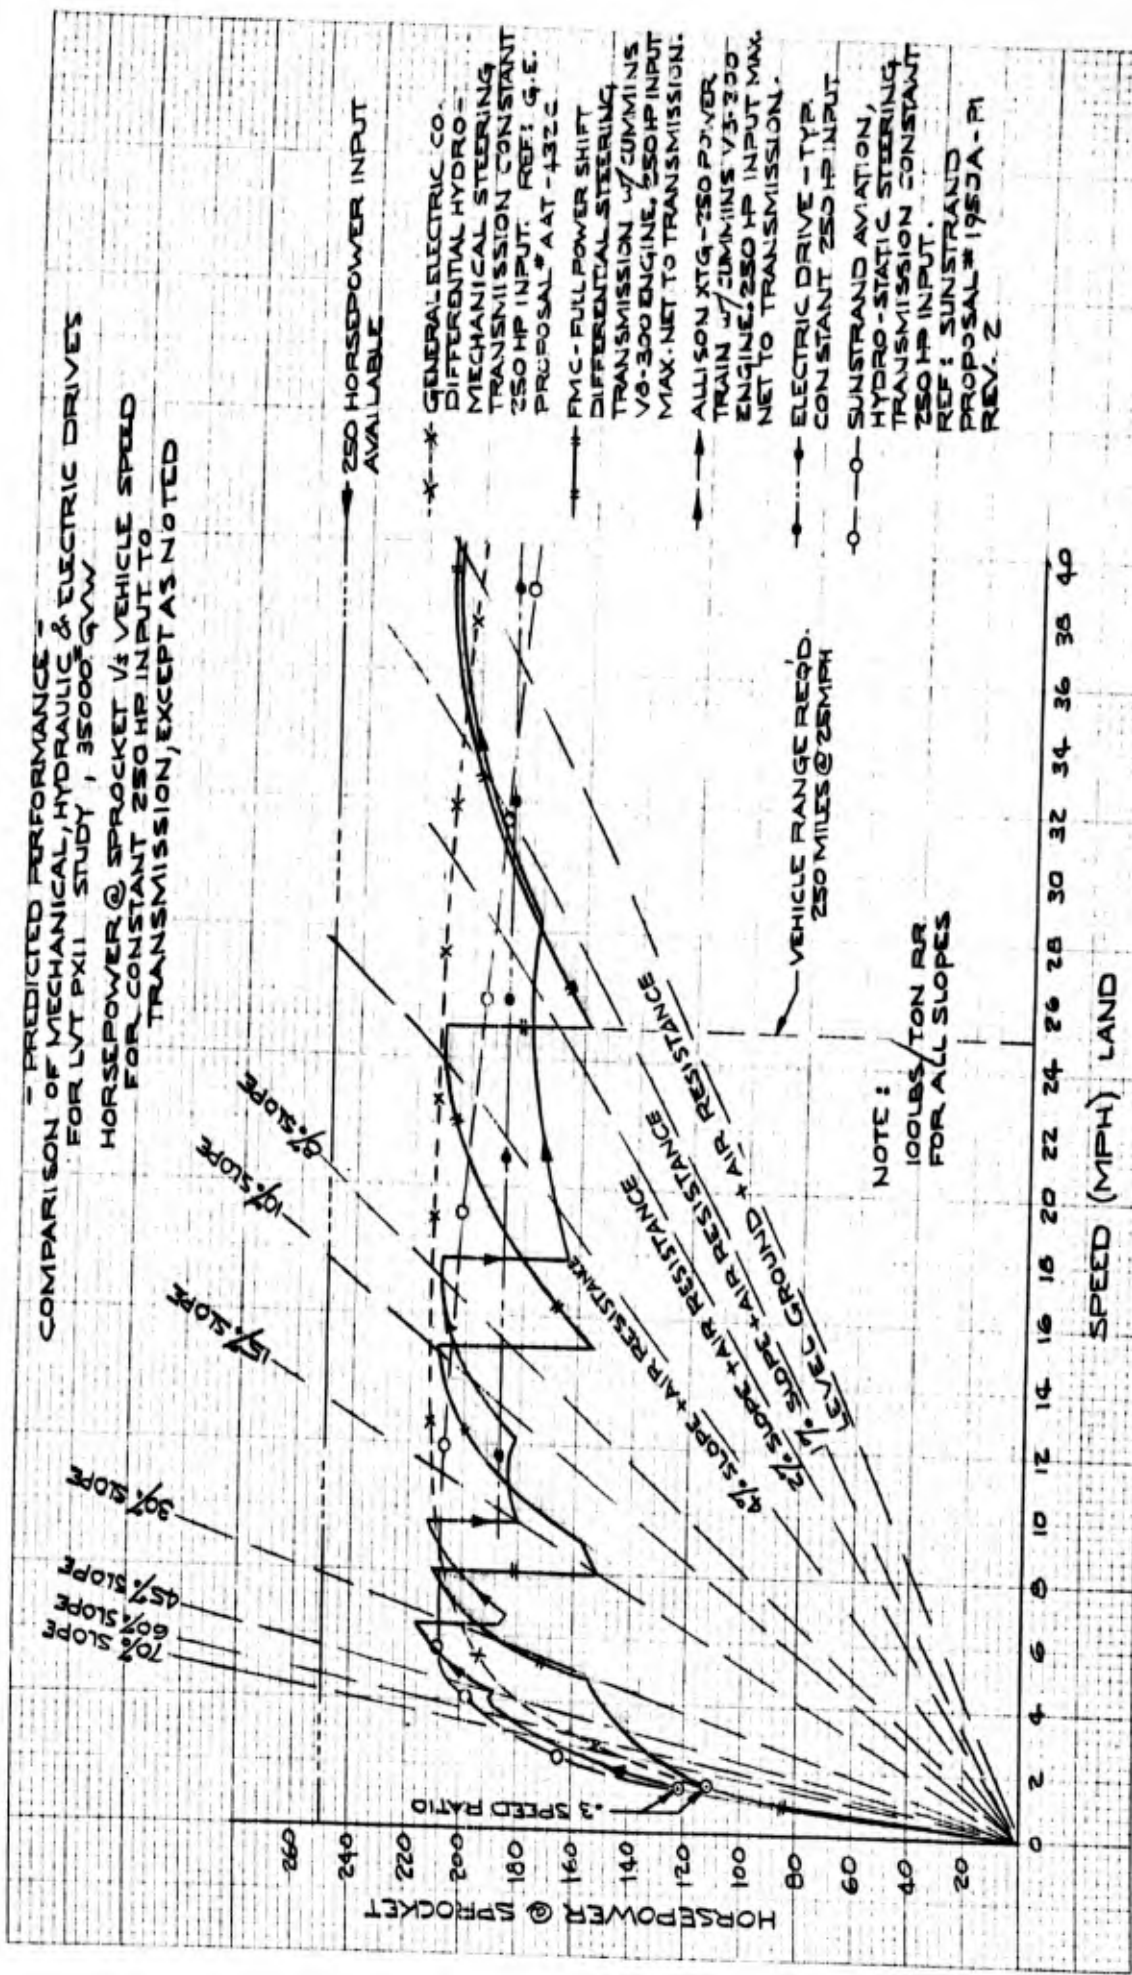 - PREDICTED PERFORMANCE -
COMPARISON OF MECHANICAL, HYDRAULIC & ELECTRIC DRIVES
FOR LVT PX11 STUDY, 35000# GVW
HORSEPOWER @ SPROCKET Vs VEHICLE SPEED
FOR CONSTANT 250 HP INPUT TO
TRANSMISSION, EXCEPT AS NOTED
70% SLOPE
60% SLOPE
45% SLOPE
30% SLOPE
15% SLOPE
10% SLOPE
8% SLOPE
250 HORSEPOWER INPUT
AVAILABLE
GENERAL ELECTRIC CO.
DIFFERENTIAL HYDRO-
MECHANICAL STEERING
TRANSMISSION CONSTANT
250 HP INPUT. REF: G.E.
PROPOSAL # AAT-432C
FMC - FULL POWER SHIFT
DIFFERENTIAL STEERING
TRANSMISSION W/ CUMMINS
V8-300 ENGINE, 250 HP INPUT
MAX. NET TO TRANSMISSION.
ALLISON XTG-250 POWER
TRAIN W/ CUMMINS V8-300
ENGINE. 250 HP INPUT MAX.
NET TO TRANSMISSION.
ELECTRIC DRIVE - TYP.
CONSTANT 250 HP INPUT
SUNSTRAND AVIATION,
HYDRO-STATIC STEERING
TRANSMISSION CONSTANT
250 HP INPUT.
REF: SUNSTRAND
PROPOSAL # 1953A-P1
REV. 2
HORSEPOWER @ SPROCKET
260
240
220
200
180
160
140
120
100
80
60
40
20
.3 SPEED RATIO
4% SLOPE + AIR RESISTANCE
2% SLOPE + AIR RESISTANCE
1% SLOPE + AIR RESISTANCE
LEVEL GROUND + AIR RESISTANCE
VEHICLE RANGE REQ'D.
250 MILES @ 25MPH
NOTE:
100LBS/TON RR
FOR ALL SLOPES
0 2 4 6 8 10 12 14 16 18 20 22 24 26 28 30 32 34 36 38 40
SPEED (MPH) LAND